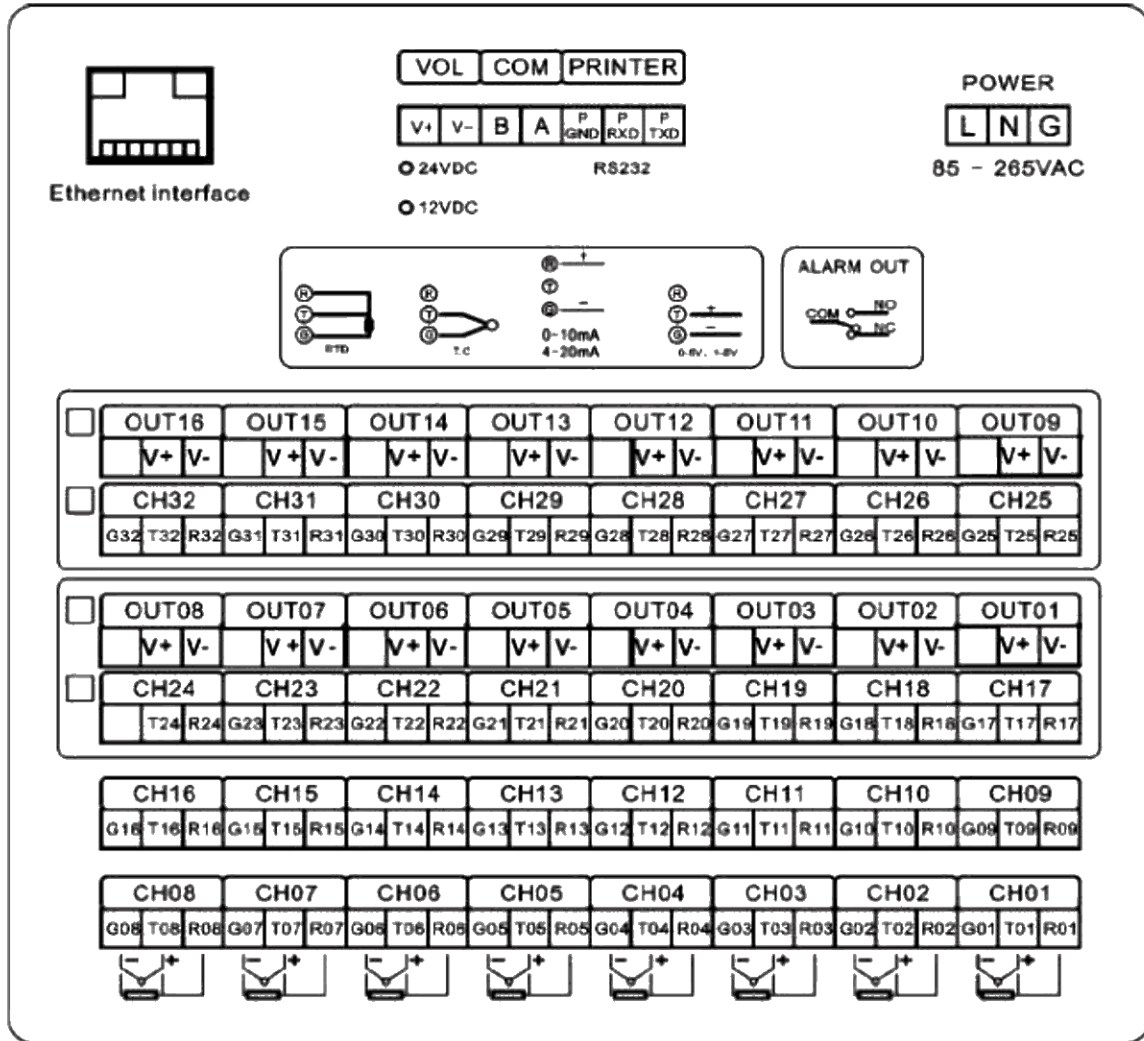 VOL COM PRINTER
POWER
V+ V- B A P GND P RXD P TXD
L N G
24VDC RS232
85 - 265VAC
Ethernet interface
12VDC
ALARM OUT
R +
R R T R
T T G - T +
G G G -
COM NO
NC
RTD T.C 0-10mA 0-5V, 1-5V
4-20mA
OUT16 OUT15 OUT14 OUT13 OUT12 OUT11 OUT10 OUT09
V+ V- V+ V- V+ V- V+ V- V+ V- V+ V- V+ V- V+ V-
CH32 CH31 CH30 CH29 CH28 CH27 CH26 CH25
G32 T32 R32 G31 T31 R31 G30 T30 R30 G29 T29 R29 G28 T28 R28 G27 T27 R27 G26 T26 R26 G25 T25 R25
OUT08 OUT07 OUT06 OUT05 OUT04 OUT03 OUT02 OUT01
V+ V- V+ V- V+ V- V+ V- V+ V- V+ V- V+ V- V+ V-
CH24 CH23 CH22 CH21 CH20 CH19 CH18 CH17
T24 R24 G23 T23 R23 G22 T22 R22 G21 T21 R21 G20 T20 R20 G19 T19 R19 G18 T18 R18 G17 T17 R17
CH16 CH15 CH14 CH13 CH12 CH11 CH10 CH09
G16 T16 R16 G15 T15 R15 G14 T14 R14 G13 T13 R13 G12 T12 R12 G11 T11 R11 G10 T10 R10 G09 T09 R09
CH08 CH07 CH06 CH05 CH04 CH03 CH02 CH01
G08 T08 R08 G07 T07 R07 G06 T06 R06 G05 T05 R05 G04 T04 R04 G03 T03 R03 G02 T02 R02 G01 T01 R01
- + - + - + - + - + - + - + - +